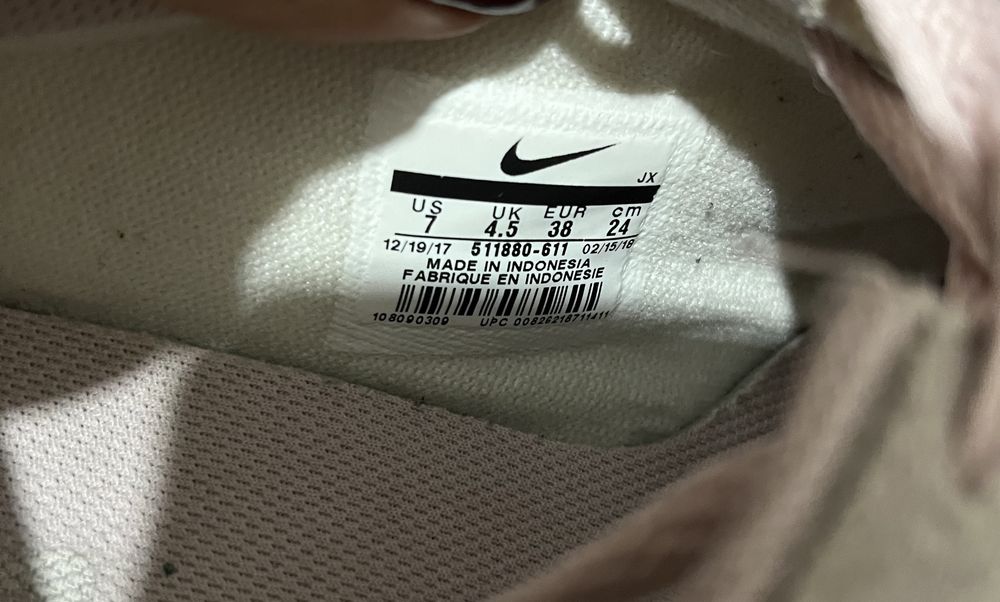 JX
US UK EUR cm
7 4.5 38 24
12/19/17 511880-611 02/15/18
MADE IN INDONESIA
FABRIQUE EN INDONESIE
108090309 UPC 00826218711411